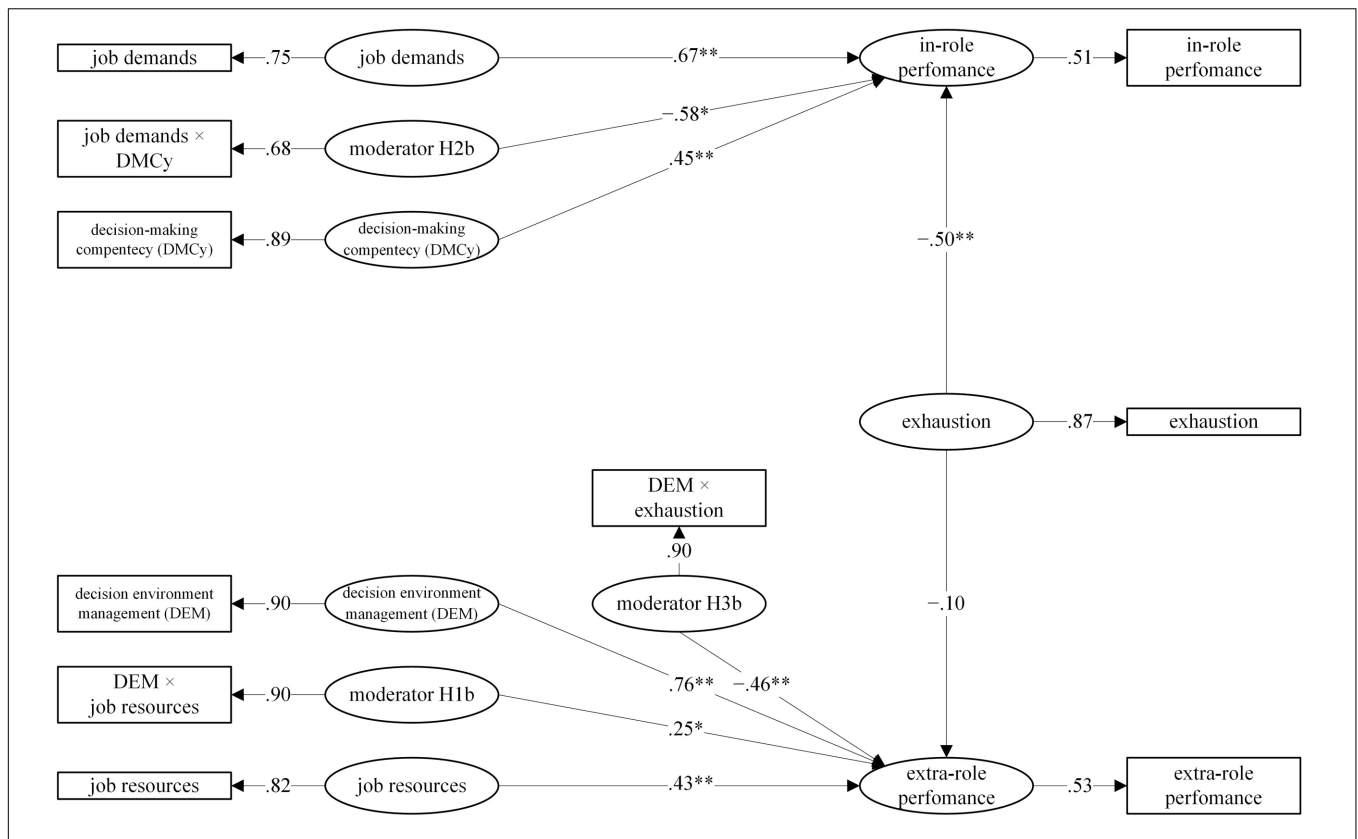 job demands
.75
job demands
.67**
in-role
perfomance
.51
in-role
perfomance
job demands ×
DMCy
.68
moderator H2b
−.58*
decision-making
compentecy (DMCy)
.89
decision-making
compentecy (DMCy)
.45**
−.50**
exhaustion
.87
exhaustion
DEM ×
exhaustion
.90
moderator H3b
−.46**
−.10
decision environment
management (DEM)
.90
decision environment
management (DEM)
.76**
DEM ×
job resources
.90
moderator H1b
.25*
job resources
.82
job resources
.43**
extra-role
perfomance
.53
extra-role
perfomance